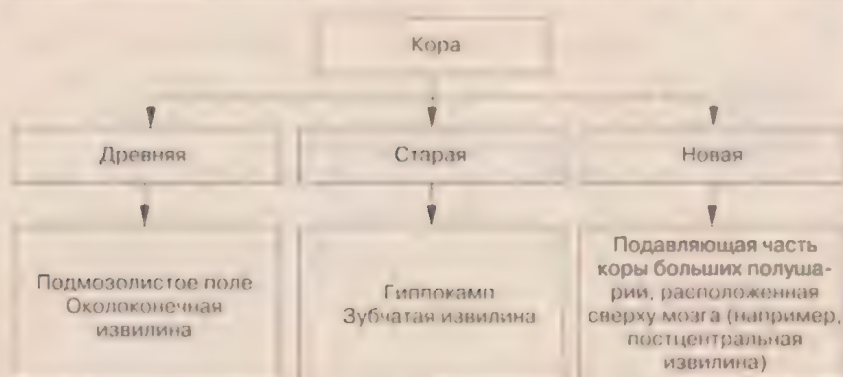 Кора
Древняя
Старая
Новая
Подмозолистое поле
Околоконечная
извилина
Гиппокамп
Зубчатая извилина
Подавляющая часть
коры больших полуша-
рии, расположенная
сверху мозга (например,
постцентральная
извилина)